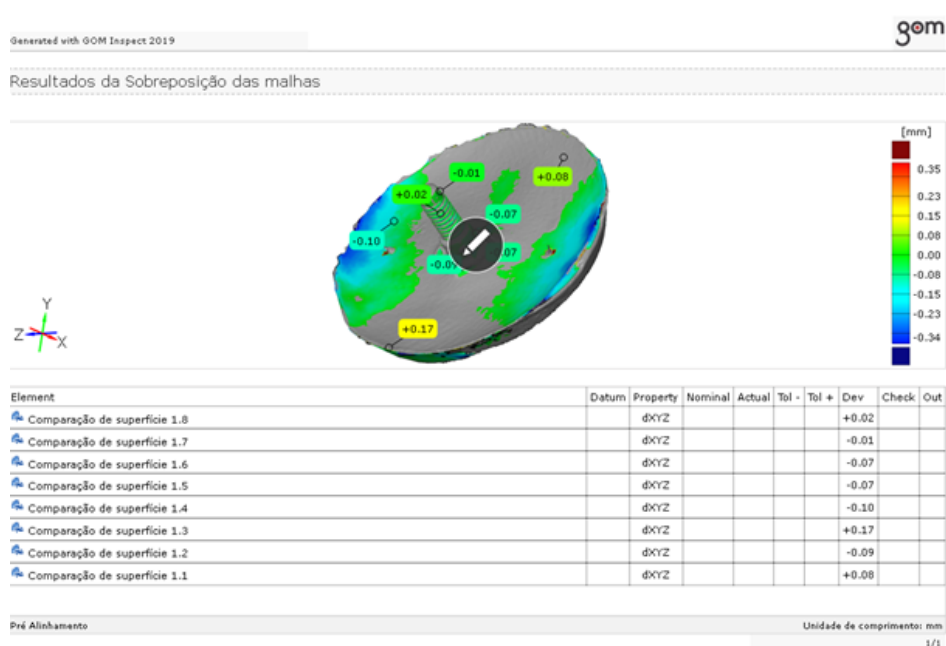 Generated with GOM Inspect 2019
gom
Resultados da Sobreposição das malhas
[mm]
-0.01
+0.08
+0.02
-0.07
-0.10
-0.09
+0.17
0.35
0.23
0.15
0.08
0.00
-0.08
-0.15
-0.23
-0.34
Y
Z
X
Element Datum Property Nominal Actual Tol - Tol + Dev Check Out
Comparação de superfície 1.8 dXYZ +0.02
Comparação de superfície 1.7 dXYZ -0.01
Comparação de superfície 1.6 dXYZ -0.07
Comparação de superfície 1.5 dXYZ -0.07
Comparação de superfície 1.4 dXYZ -0.10
Comparação de superfície 1.3 dXYZ +0.17
Comparação de superfície 1.2 dXYZ -0.09
Comparação de superfície 1.1 dXYZ +0.08
Pré Alinhamento Unidade de comprimento: mm
1/1